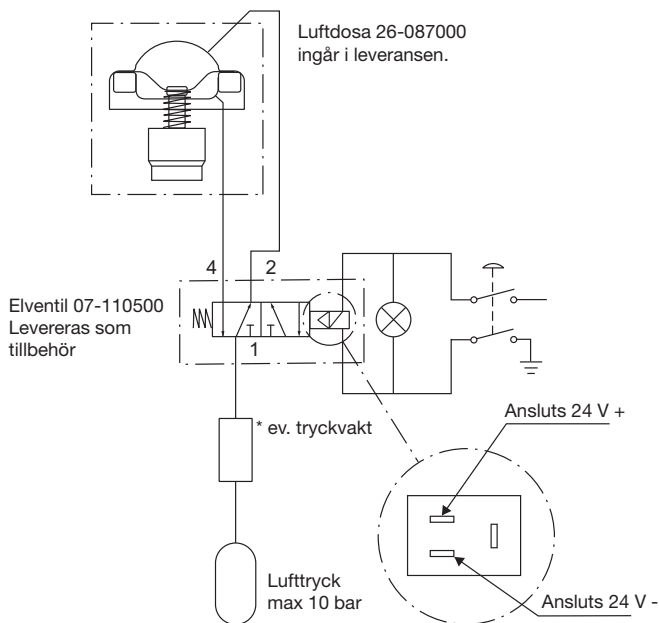 Luftdosa 26-087000
ingår i leveransen.
4
2
Elventil 07-110500
Levereras som
tillbehör
1
* ev. tryckvakt
Ansluts 24 V +
Lufttryck
max 10 bar
Ansluts 24 V -